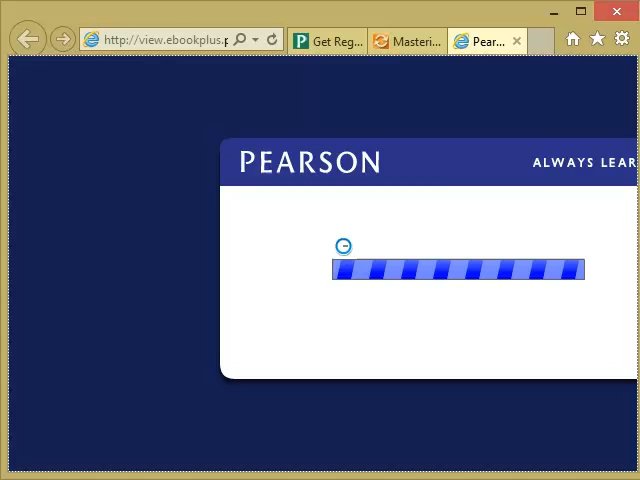 http://view.ebookplus.p
Get Reg...
Masteri...
Pear...
PEARSON
ALWAYS LEAR